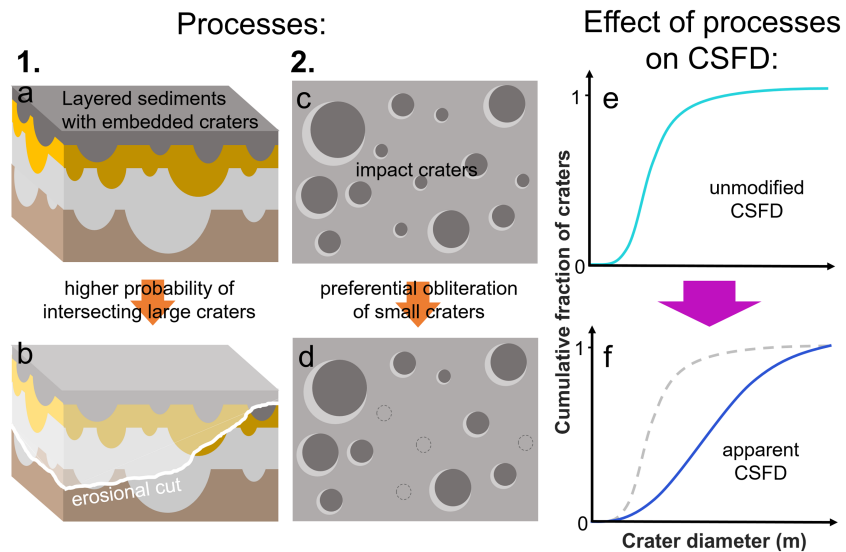 Processes:
Effect of processes
on CSFD:
1.
2.
a
Layered sediments
with embedded craters
c
impact craters
e
1
0
unmodified
CSFD
higher probability of
intersecting large craters
preferential obliteration
of small craters
Cumulative fraction of craters
b
erosional cut
d
f
1
0
apparent
CSFD
Crater diameter (m)